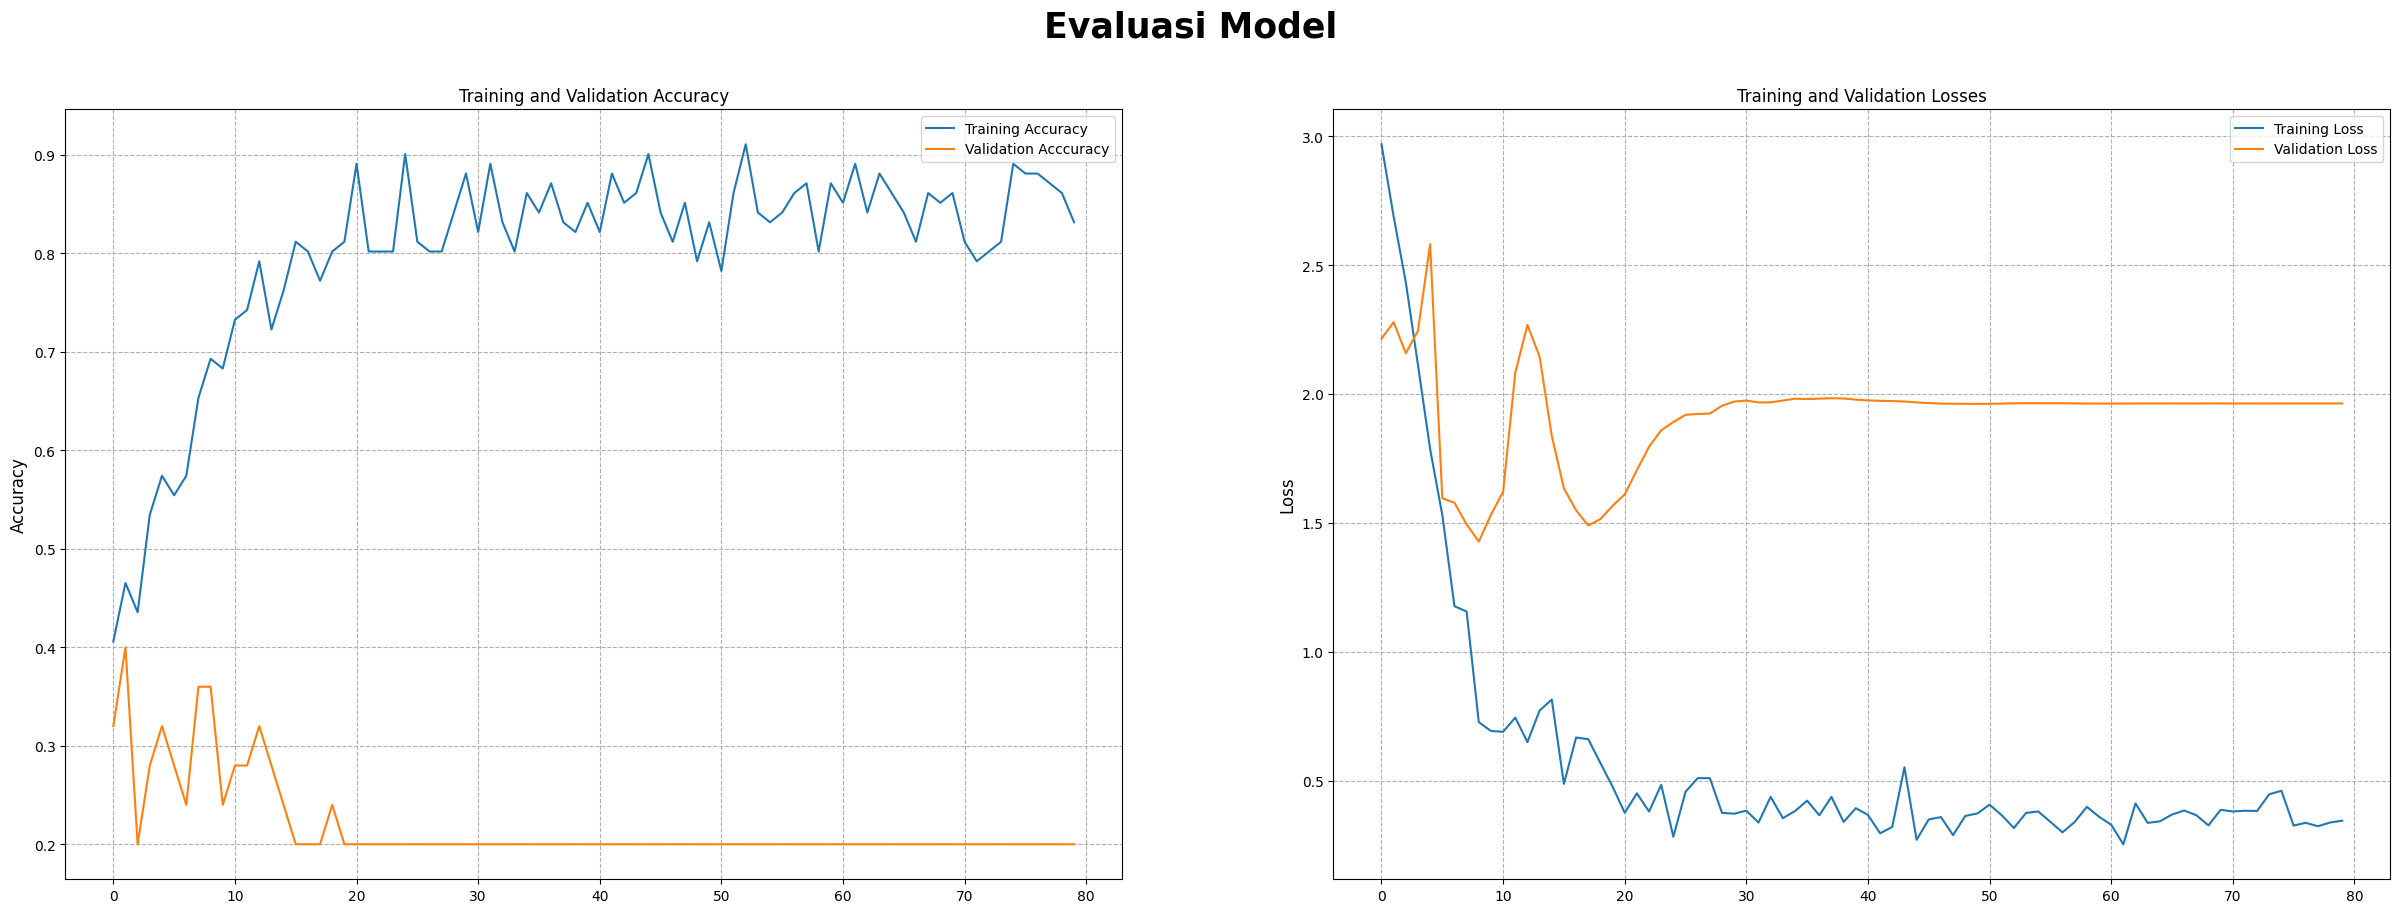 Evaluasi Model
Training and Validation Accuracy
Training Accuracy
Validation Acccuracy
Accuracy
0.9
0.8
0.7
0.6
0.5
0.4
0.3
0.2
0 10 20 30 40 50 60 70 80
Training and Validation Losses
Training Loss
Validation Loss
Loss
3.0
2.5
2.0
1.5
1.0
0.5
0 10 20 30 40 50 60 70 80